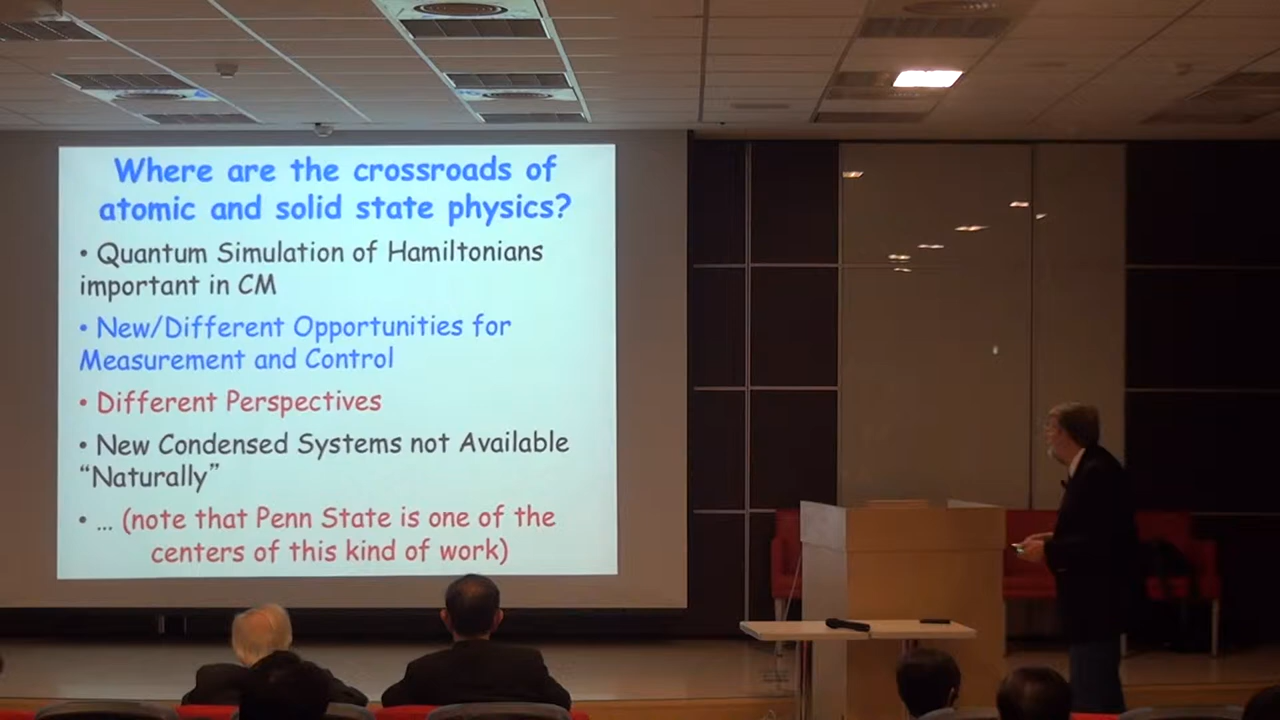 Where are the crossroads of
atomic and solid state physics?
• Quantum Simulation of Hamiltonians
important in CM
• New/Different Opportunities for
Measurement and Control
• Different Perspectives
• New Condensed Systems not Available
“Naturally”
• … (note that Penn State is one of the
centers of this kind of work)